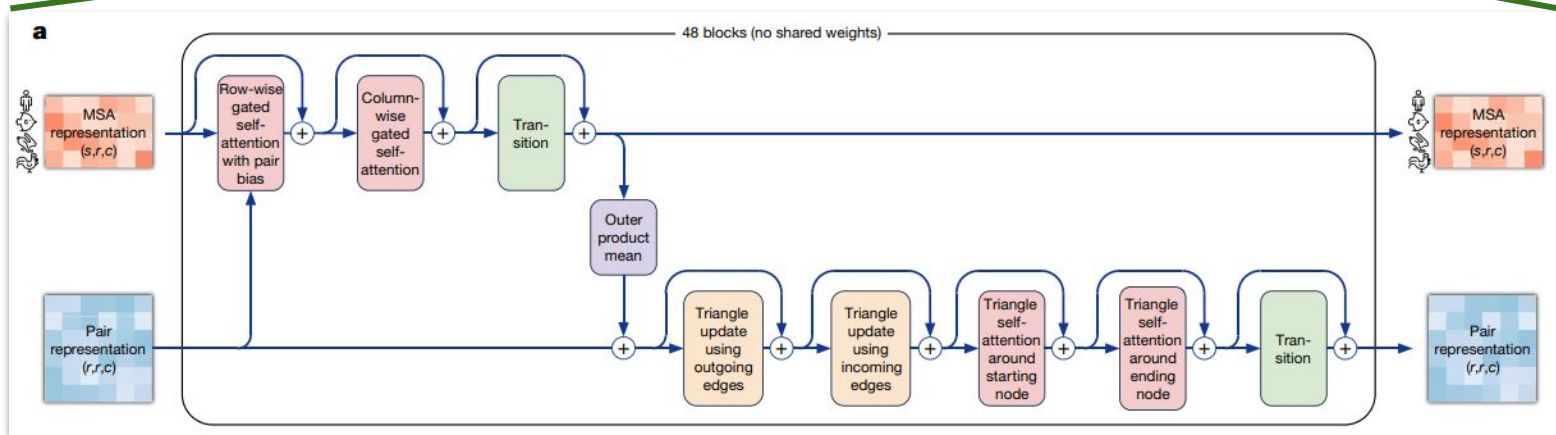 a
48 blocks (no shared weights)
MSA
representation
(s,r,c)
Row-wise
gated
self-
attention
with pair
bias
+
Column-
wise
gated
self-
attention
+
Tran-
sition
+
MSA
representation
(s,r,c)
Outer
product
mean
Pair
representation
(r,r,c)
+
Triangle
update
using
outgoing
edges
+
Triangle
update
using
incoming
edges
+
Triangle
self-
attention
around
starting
node
+
Triangle
self-
attention
around
ending
node
+
Tran-
sition
+
Pair
representation
(r,r,c)